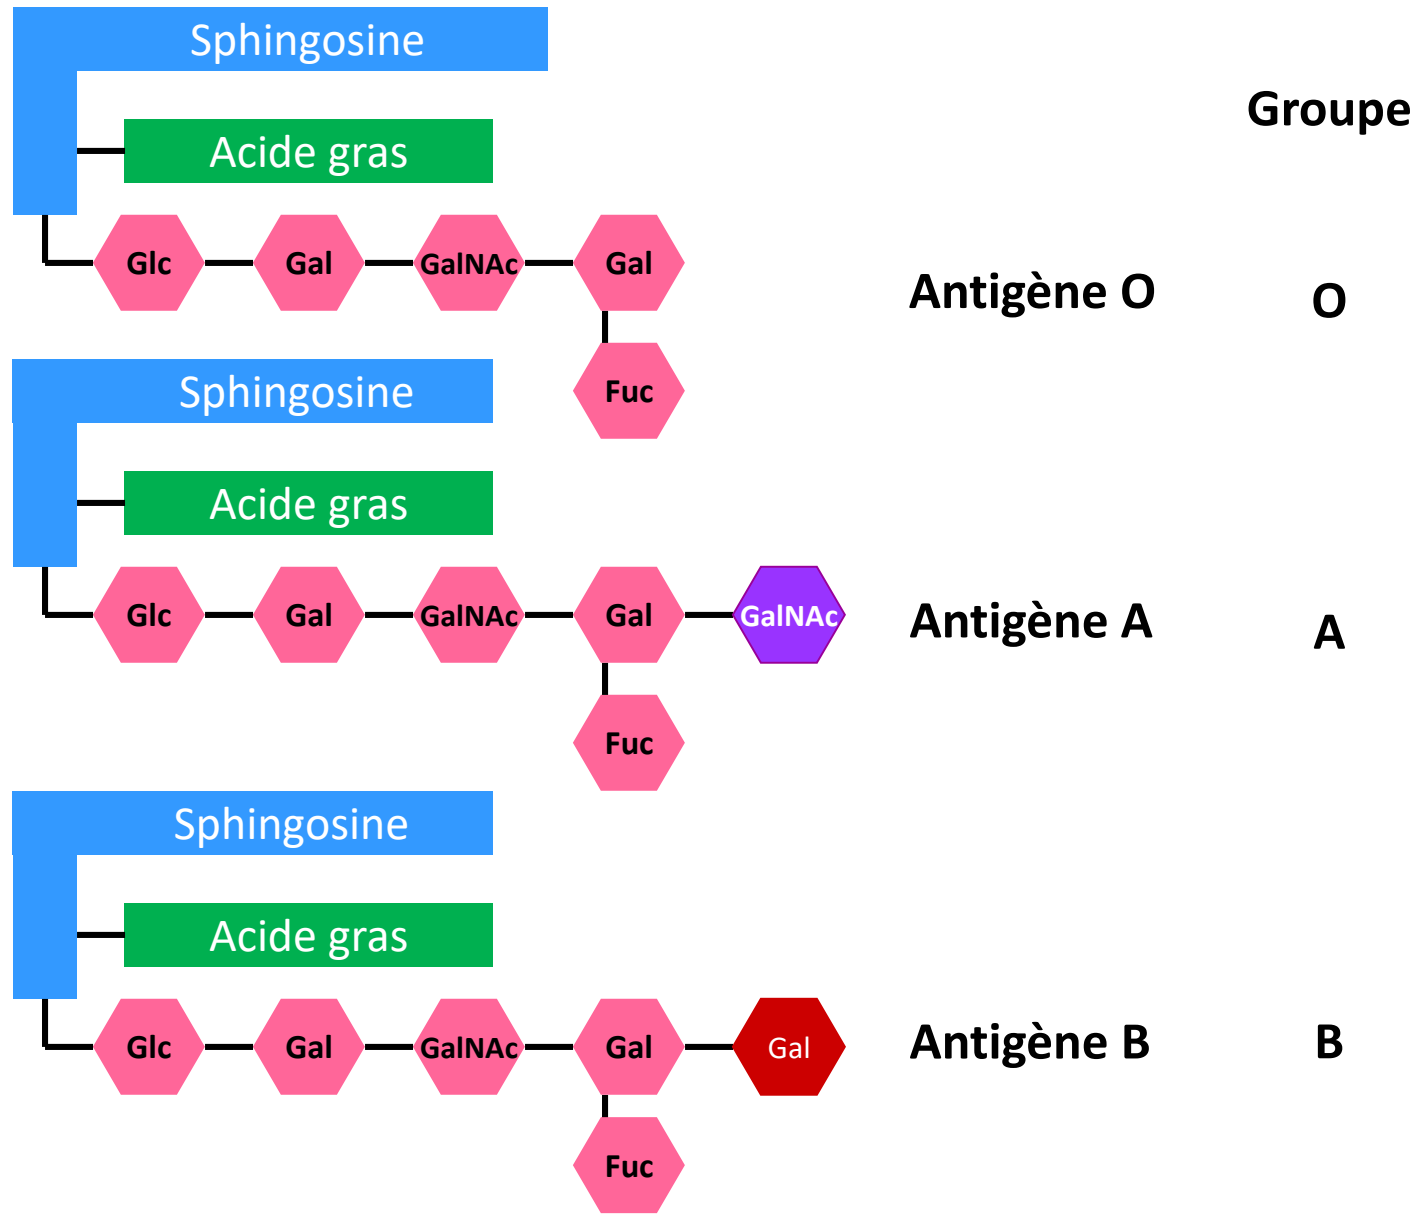 Sphingosine
Groupe
Acide gras
Glc Gal GalNAc Gal
Antigène O O
Fuc
Sphingosine
Acide gras
Glc Gal GalNAc Gal GalNAc
Antigène A A
Fuc
Sphingosine
Acide gras
Glc Gal GalNAc Gal Gal
Antigène B B
Fuc